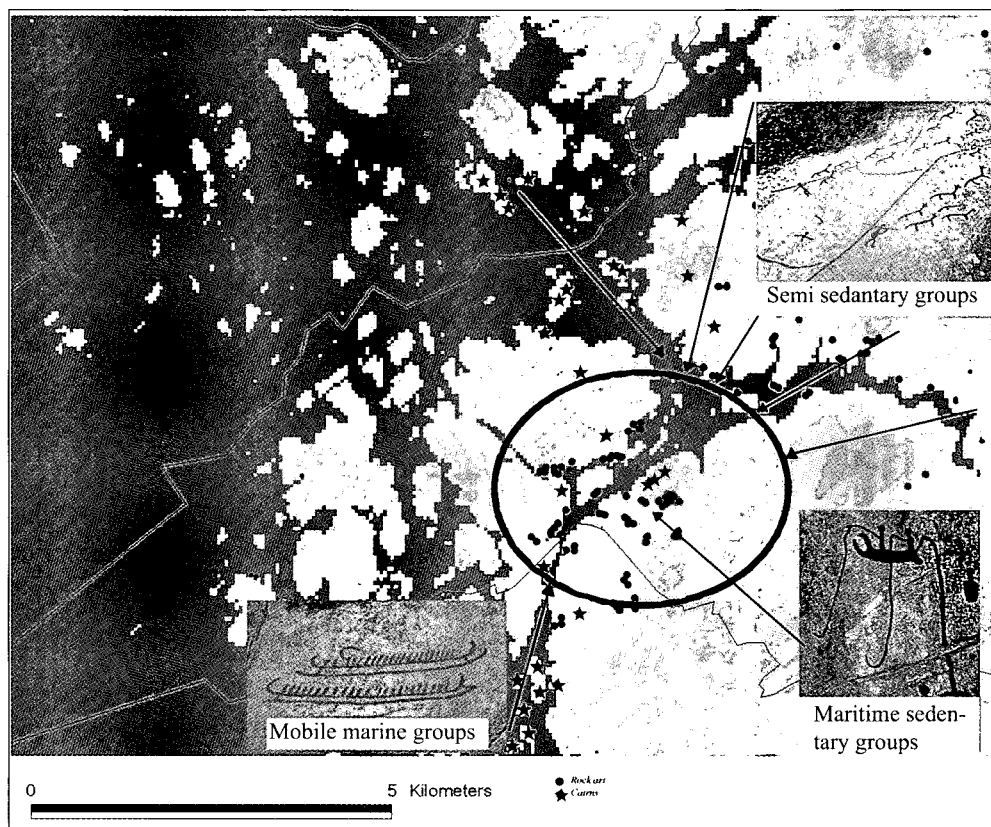 Semi sedantary groups
Mobile marine groups
Maritime seden-
tary groups
0 5 Kilometers
Rock art
Cairns